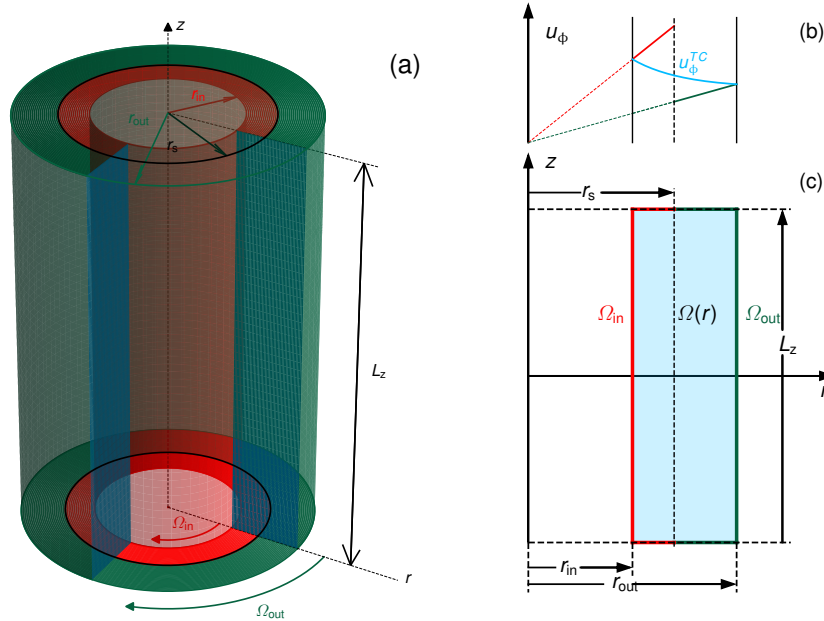 z
(a)
r_in
r_out
r_s
L_z
Ω_in
r
Ω_out
u_ϕ
(b)
u_ϕ^TC
z
(c)
r_s
Ω_in
Ω(r)
Ω_out
L_z
r_in
r_out